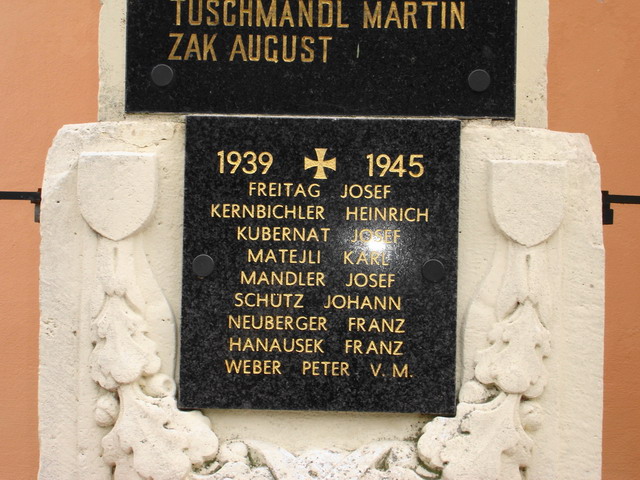 TUSCHMANDL MARTIN
ZAK AUGUST
1939 1945
FREITAG JOSEF
KERNBICHLER HEINRICH
KUBERNAT JOSEF
MATEJLI KARL
MANDLER JOSEF
SCHÜTZ JOHANN
NEUBERGER FRANZ
HANAUSEK FRANZ
WEBER PETER V. M.